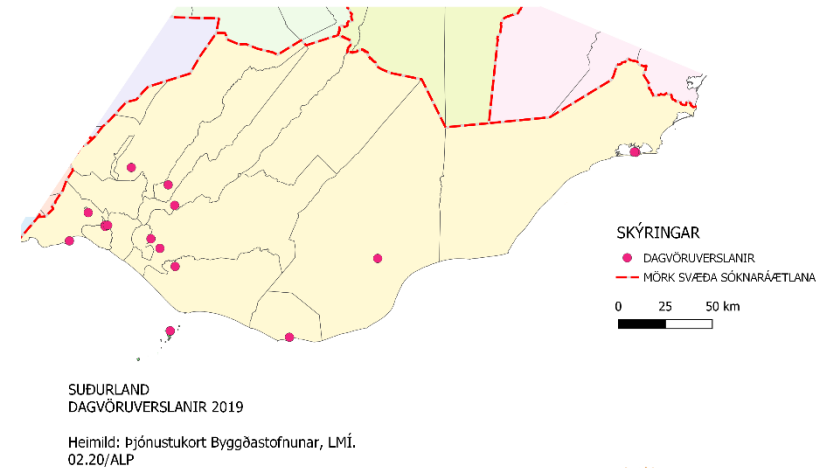 SKÝRINGAR
DAGVÖRUVERSLANIR
MÖRK SVÆÐA SÓKNARÁÆTLANA
0 25 50 km
SUÐURLAND
DAGVÖRUVERSLANIR 2019
Heimild: Þjónustukort Byggðastofnunar, LMÍ.
02.20/ALP